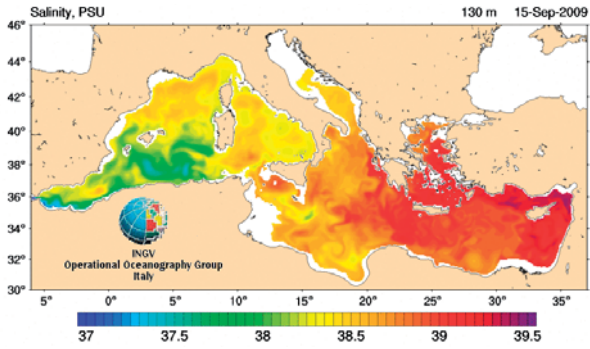 Salinity, PSU 130 m 15-Sep-2009
46°
44°
42°
40°
38°
36°
34°
32°
30°
INGV
Operational Oceanography Group
Italy
5° 0° 5° 10° 15° 20° 25° 30° 35°
37 37.5 38 38.5 39 39.5